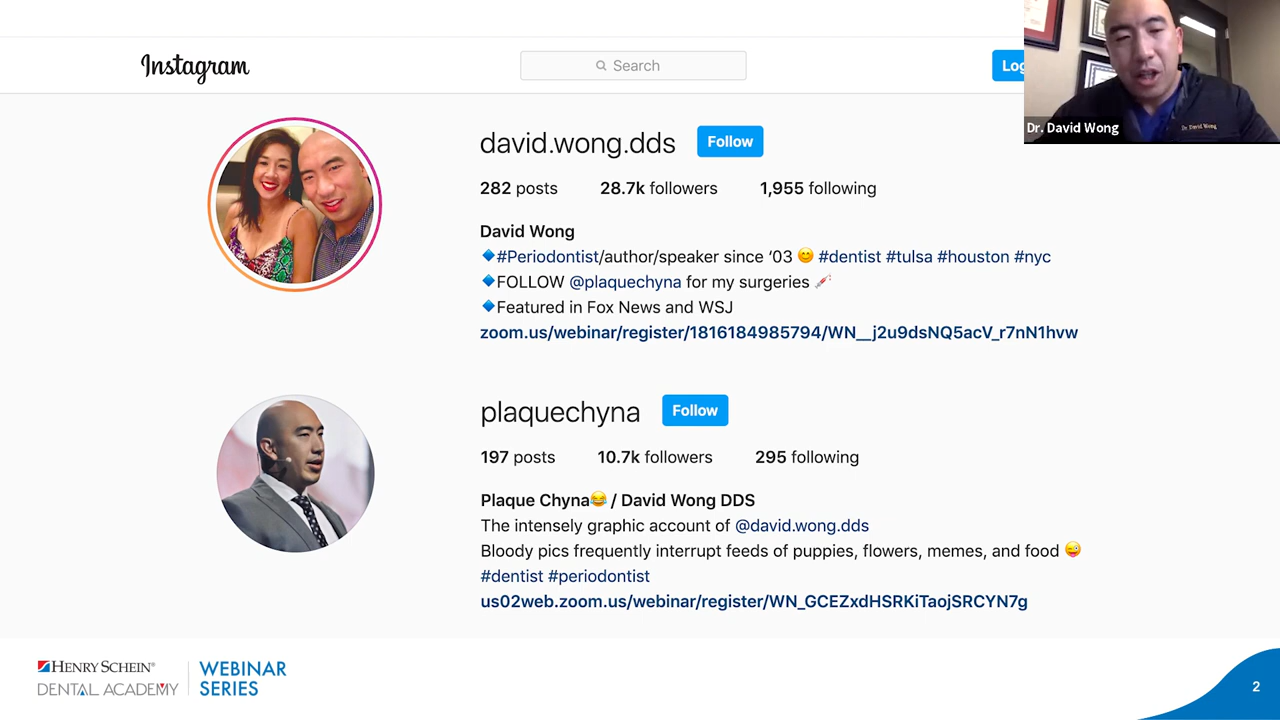 Instagram
Search
Log
Dr. David Wong
Dr. David Wong
david.wong.dds Follow
282 posts 28.7k followers 1,955 following
David Wong
#Periodontist/author/speaker since ‘03 😊 #dentist #tulsa #houston #nyc
FOLLOW @plaquechyna for my surgeries 💉
Featured in Fox News and WSJ
zoom.us/webinar/register/1816184985794/WN__j2u9dsNQ5acV_r7nN1hvw
plaquechyna Follow
197 posts 10.7k followers 295 following
Plaque Chyna😂 / David Wong DDS
The intensely graphic account of @david.wong.dds
Bloody pics frequently interrupt feeds of puppies, flowers, memes, and food 😜
#dentist #periodontist
us02web.zoom.us/webinar/register/WN_GCEZxdHSRKiTaojSRCYN7g
HENRY SCHEIN®
DENTAL ACADEMY
WEBINAR
SERIES
2